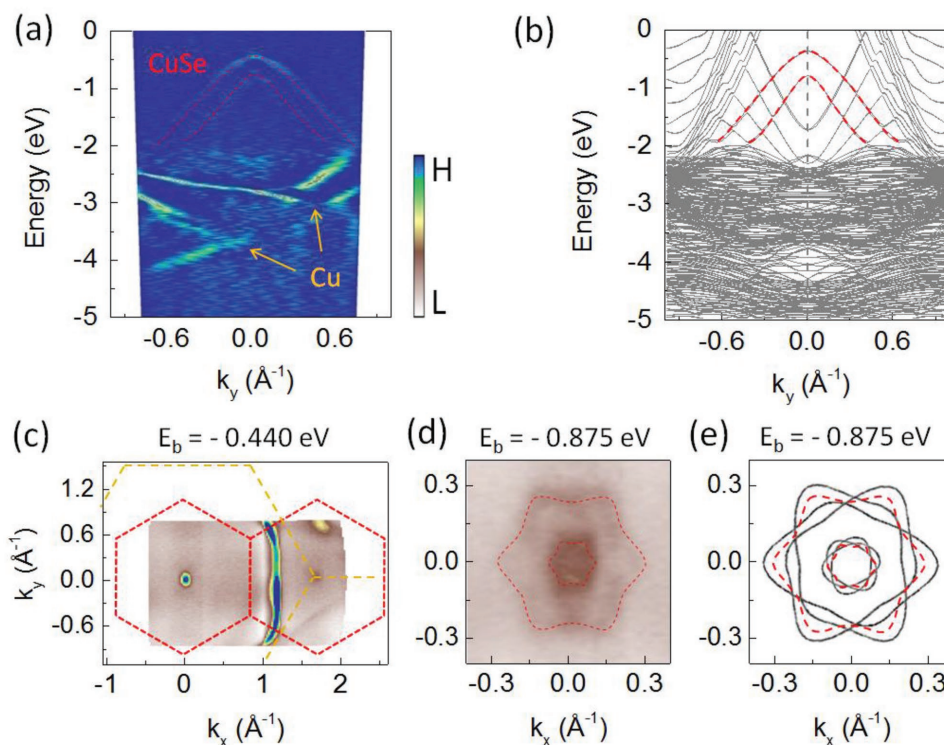 (a)
CuSe
Cu
0
-1
-2
-3
-4
-5
Energy (eV)
-0.6 0.0 0.6
k_y (Å⁻¹)
H
L
(b)
0
-1
-2
-3
-4
-5
Energy (eV)
-0.6 0.0 0.6
k_y (Å⁻¹)
(c)
E_b = - 0.440 eV
1.2
0.6
0.0
-0.6
k_y (Å⁻¹)
-1 0 1 2
k_x (Å⁻¹)
(d)
E_b = - 0.875 eV
0.3
0.0
-0.3
-0.3 0.0 0.3
k_x (Å⁻¹)
(e)
E_b = - 0.875 eV
0.3
0.0
-0.3
-0.3 0.0 0.3
k_x (Å⁻¹)